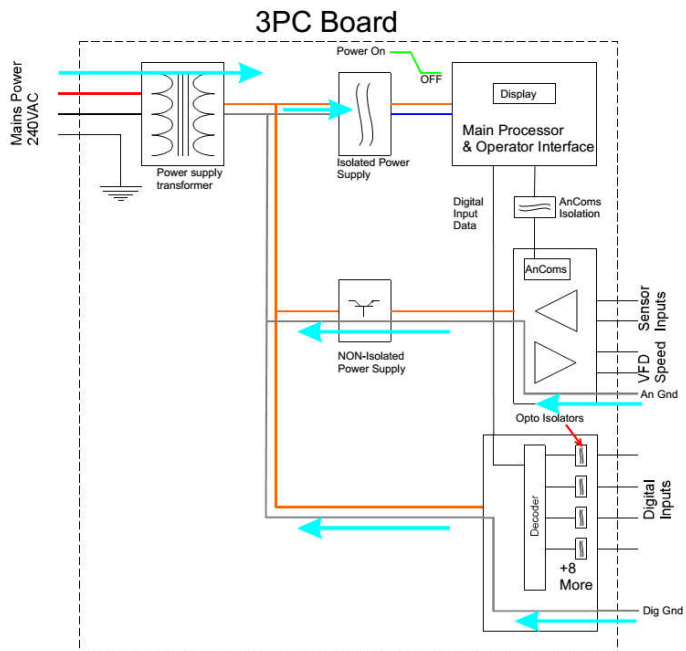 3PC Board
Power On
OFF
Mains Power
240VAC
Display
Main Processor
& Operator Interface
Isolated Power
Supply
Power supply
transformer
Digital
Input
Data
AnComs
Isolation
AnComs
Sensor
Inputs
VFD
Speed
NON-Isolated
Power Supply
An Gnd
Opto Isolators
Decoder
Digital
Inputs
+8
More
Dig Gnd